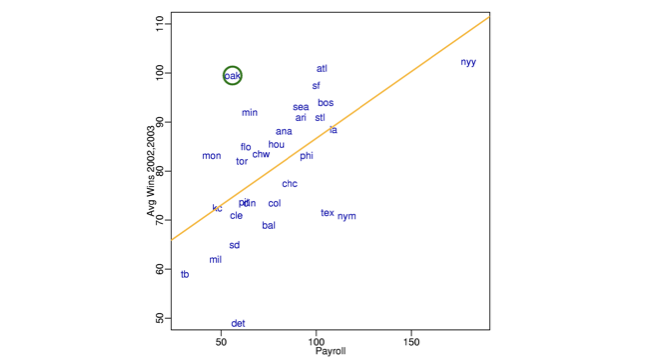 110
100
90
80
70
60
50
Avg Wins 2002,2003
atl
nyy
oak
sf
bos
sea
min
ari
stl
la
ana
hou
flo
chw
mon
tor
phi
chc
kc
pit
cin
col
cle
tex
nym
bal
sd
mil
tb
det
50
100
150
Payroll